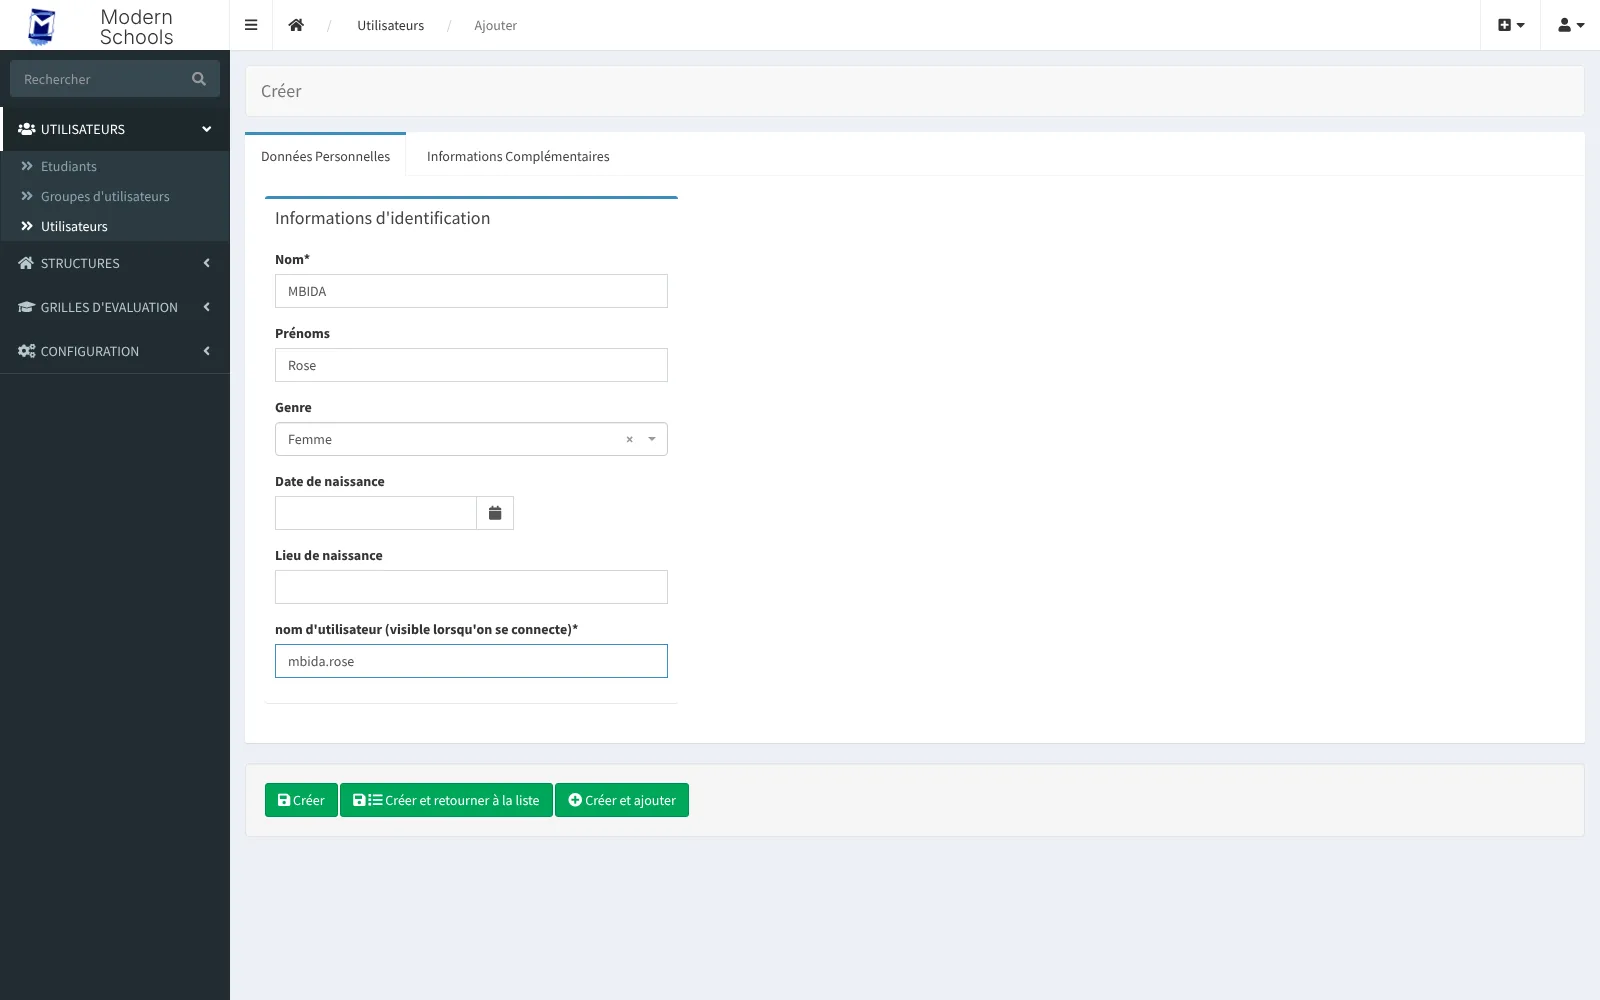 Modern
Schools
Utilisateurs
Ajouter
Rechercher
UTILISATEURS
Etudiants
Groupes d'utilisateurs
Utilisateurs
STRUCTURES
GRILLES D'EVALUATION
CONFIGURATION
Créer
Données Personnelles
Informations Complémentaires
Informations d'identification
Nom*
MBIDA
Prénoms
Rose
Genre
Femme
Date de naissance
Lieu de naissance
nom d'utilisateur (visible lorsqu'on se connecte)*
mbida.rose
Créer
Créer et retourner à la liste
Créer et ajouter